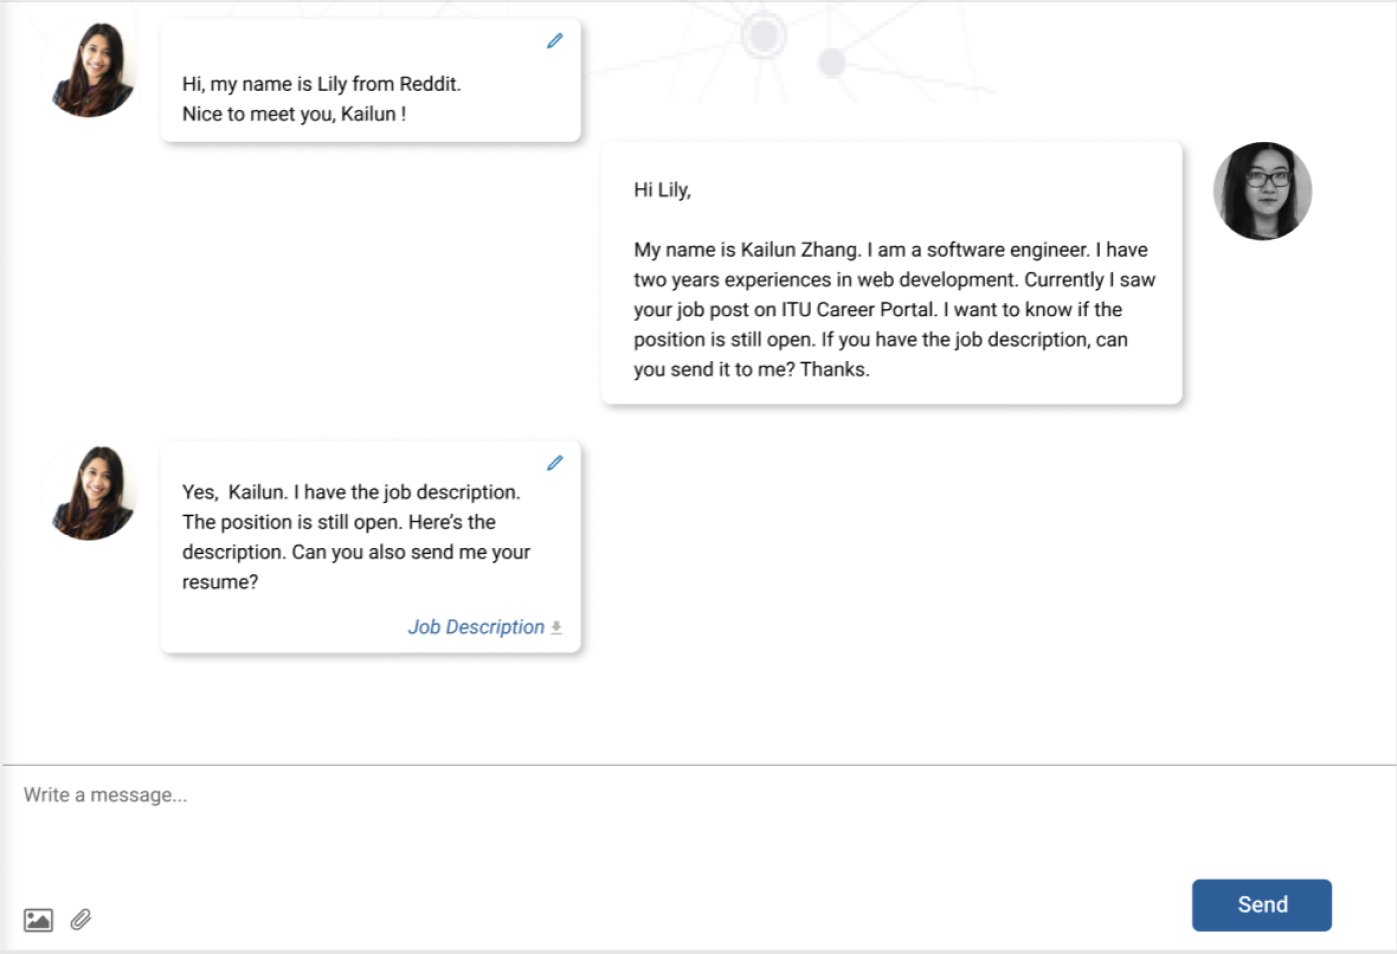 Hi, my name is Lily from Reddit.
Nice to meet you, Kailun !
Hi Lily,
My name is Kailun Zhang. I am a software engineer. I have
two years experiences in web development. Currently I saw
your job post on ITU Career Portal. I want to know if the
position is still open. If you have the job description, can
you send it to me? Thanks.
Yes,  Kailun. I have the job description.
The position is still open. Here’s the
description. Can you also send me your
resume?
Job Description
Write a message...
Send